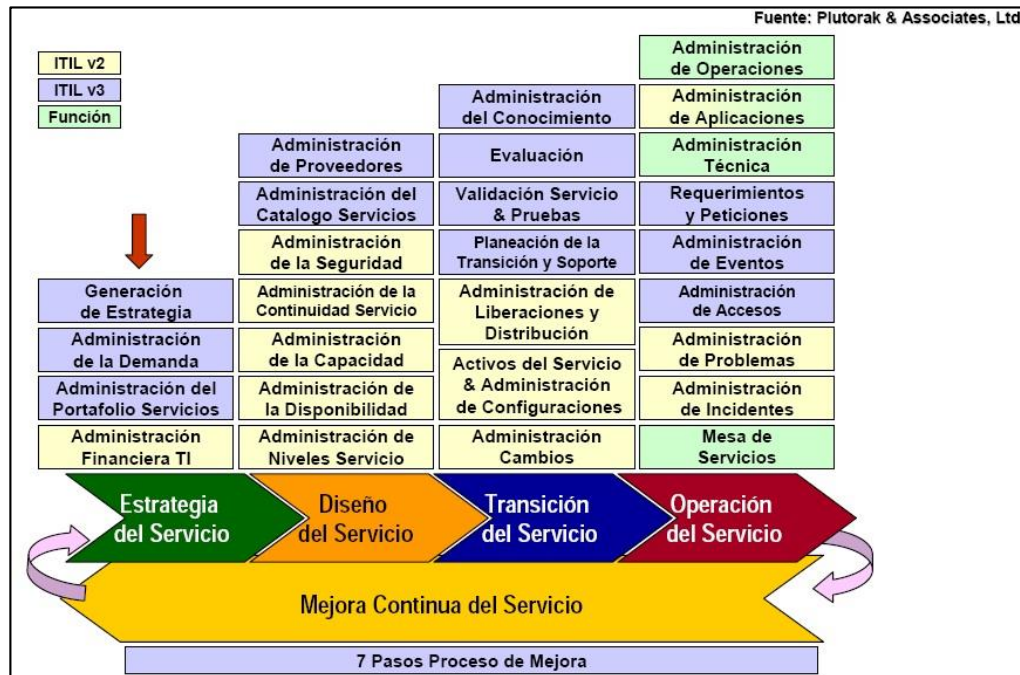 Fuente: Plutorak & Associates, Ltd
ITIL v2
ITIL v3
Función
Generación
de Estrategia
Administración
de la Demanda
Administración del
Portafolio Servicios
Administración
Financiera TI
Administración
de Proveedores
Administración del
Catalogo Servicios
Administración
de la Seguridad
Administración de la
Continuidad Servicio
Administración
de la Capacidad
Administración de
la Disponibilidad
Administración de
Niveles Servicio
Administración
del Conocimiento
Evaluación
Validación Servicio
& Pruebas
Planeación de la
Transición y Soporte
Administración de
Liberaciones y
Distribución
Activos del Servicio
& Administración
de Configuraciones
Administración
Cambios
Administración
de Operaciones
Administración
de Aplicaciones
Administración
Técnica
Requerimientos
y Peticiones
Administración
de Eventos
Administración
de Accesos
Administración
de Problemas
Administración
de Incidentes
Mesa de
Servicios
Estrategia
del Servicio
Diseño
del Servicio
Transición
del Servicio
Operación
del Servicio
Mejora Continua del Servicio
7 Pasos Proceso de Mejora